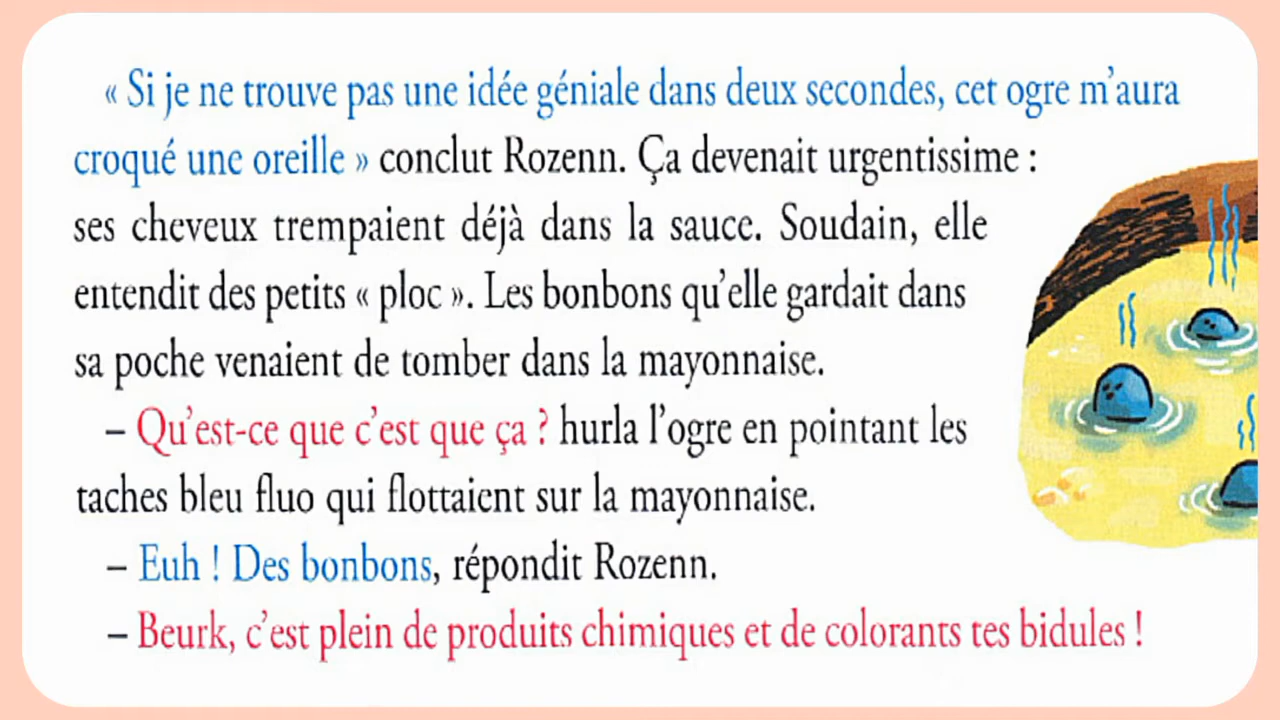 « Si je ne trouve pas une idée géniale dans deux secondes, cet ogre m'aura
croqué une oreille » conclut Rozenn. Ça devenait urgentissime :
ses cheveux trempaient déjà dans la sauce. Soudain, elle
entendit des petits « ploc ». Les bonbons qu'elle gardait dans
sa poche venaient de tomber dans la mayonnaise.
– Qu'est-ce que c'est que ça ? hurla l'ogre en pointant les
taches bleu fluo qui flottaient sur la mayonnaise.
– Euh ! Des bonbons, répondit Rozenn.
– Beurk, c'est plein de produits chimiques et de colorants tes bidules !